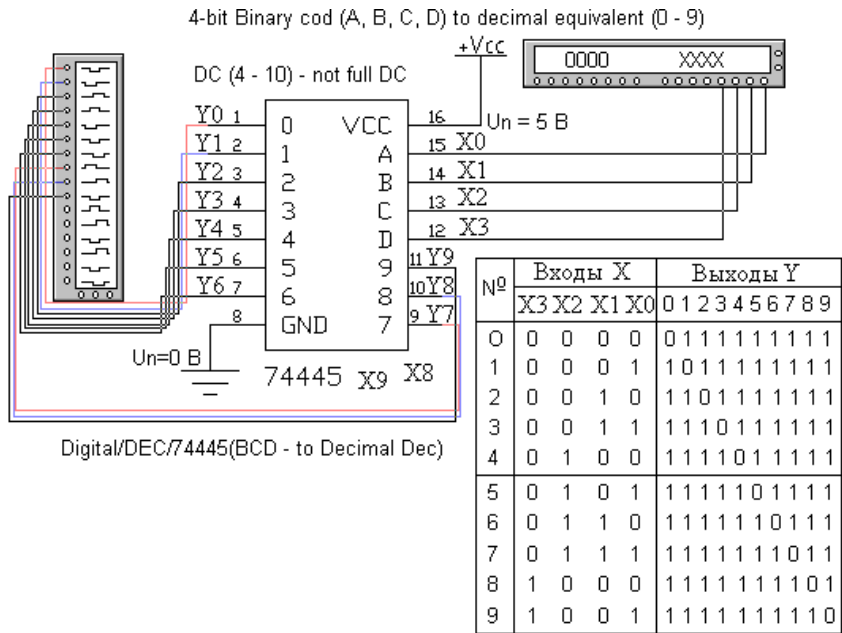 4-bit Binary cod (A, B, C, D) to decimal equivalent (0 - 9)
+Vcc
0000 XXXX
DC (4 - 10) - not full DC
Un = 5 В
Y0 1 0 VCC 16
Y1 2 1 A 15 X0
Y2 3 2 B 14 X1
Y3 4 3 C 13 X2
Y4 5 4 D 12 X3
Y5 6 5 9 11 Y9
Y6 7 6 8 10 Y8
8 GND 7 9 Y7
Un=0 В
74445 X9 X8
Digital/DEC/74445(BCD - to Decimal Dec)
№ Входы X Выходы Y
X3 X2 X1 X0 0 1 2 3 4 5 6 7 8 9
0 0 0 0 0 0 1 1 1 1 1 1 1 1 1
1 0 0 0 1 1 0 1 1 1 1 1 1 1 1
2 0 0 1 0 1 1 0 1 1 1 1 1 1 1
3 0 0 1 1 1 1 1 0 1 1 1 1 1 1
4 0 1 0 0 1 1 1 1 0 1 1 1 1 1
5 0 1 0 1 1 1 1 1 1 0 1 1 1 1
6 0 1 1 0 1 1 1 1 1 1 0 1 1 1
7 0 1 1 1 1 1 1 1 1 1 1 0 1 1
8 1 0 0 0 1 1 1 1 1 1 1 1 0 1
9 1 0 0 1 1 1 1 1 1 1 1 1 1 0